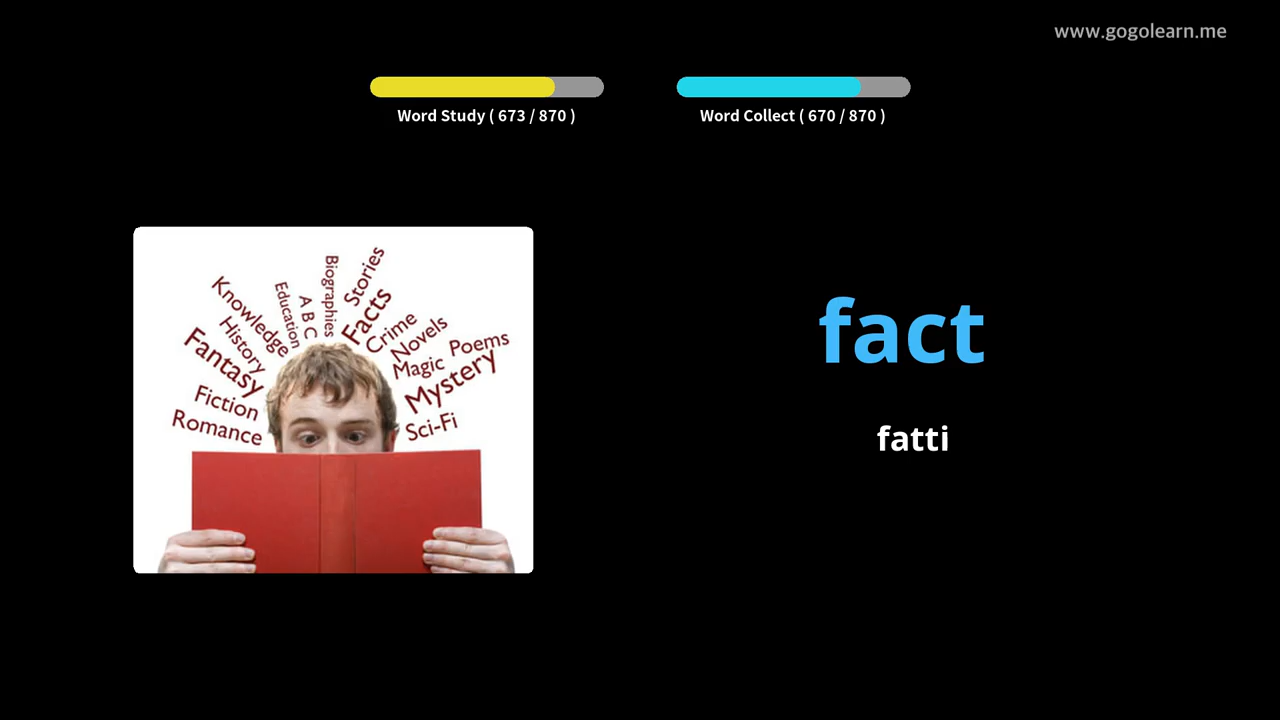 www.gogolearn.me
Word Study ( 673 / 870 )
Word Collect ( 670 / 870 )
Knowledge
Education
A B C
Biographies
Stories
Facts
History
Crime
Novels
Fantasy
Magic
Poems
Fiction
Mystery
Romance
Sci-Fi
fact
fatti